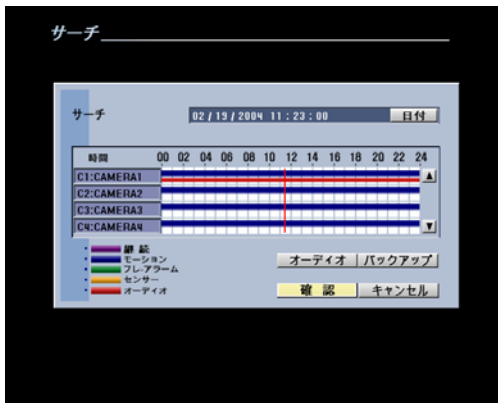 サーチ
サーチ 02/19/2004 11:23:00 日付
時間 00 02 04 06 08 10 12 14 16 18 20 22 24
C1:CAMERA1
C2:CAMERA2
C3:CAMERA3
C4:CAMERA4
継続
モーション
フレ-アラーム
センサー
オーディオ
オーディオ バックアップ
確認 キャンセル